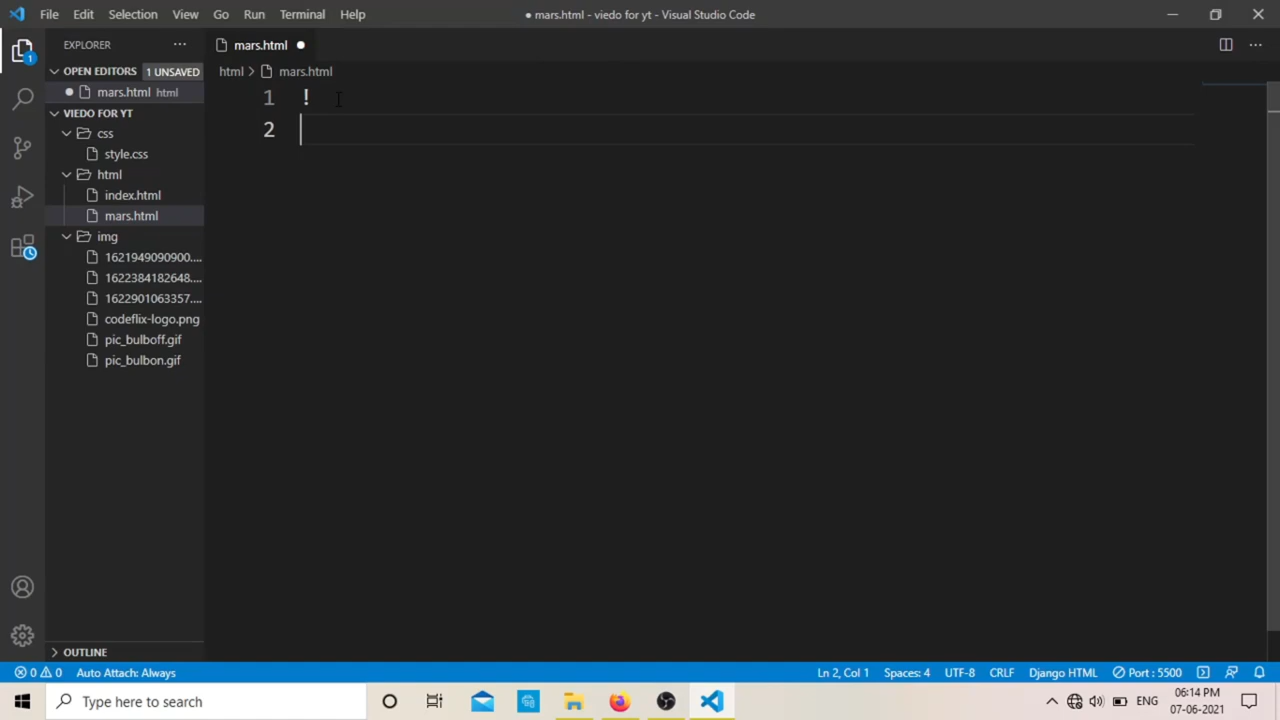 File Edit Selection View Go Run Terminal Help
● mars.html - viedo for yt - Visual Studio Code
EXPLORER
mars.html
OPEN EDITORS 1 UNSAVED
html > mars.html
mars.html html
1 !
VIEDO FOR YT
2
css
style.css
html
index.html
mars.html
img
1621949090900....
1622384182648....
1622901063357....
codeflix-logo.png
pic_bulboff.gif
pic_bulbon.gif
OUTLINE
0 0 Auto Attach: Always
Ln 2, Col 1 Spaces: 4 UTF-8 CRLF Django HTML Port : 5500
Type here to search
ENG
06:14 PM
07-06-2021